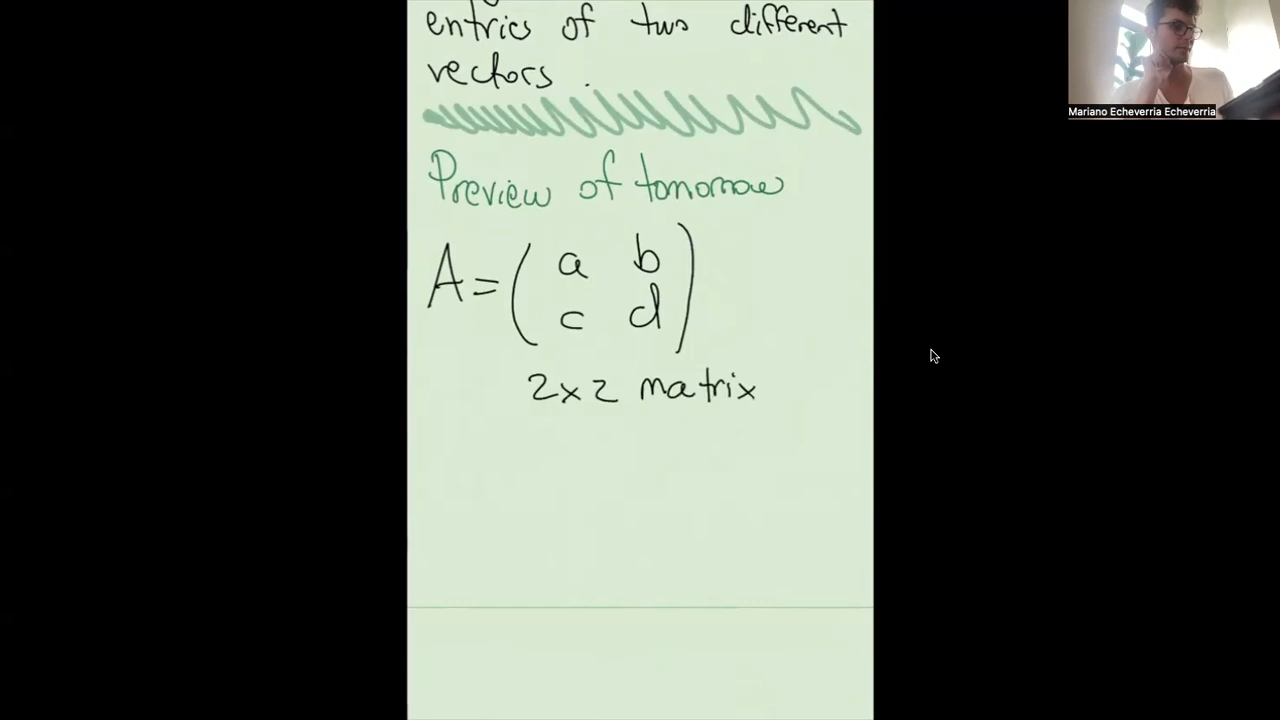 entries of two different
vectors .
Preview of tomorrow
A = ( a b
c d )
2x2 matrix
Mariano Echeverria Echeverria